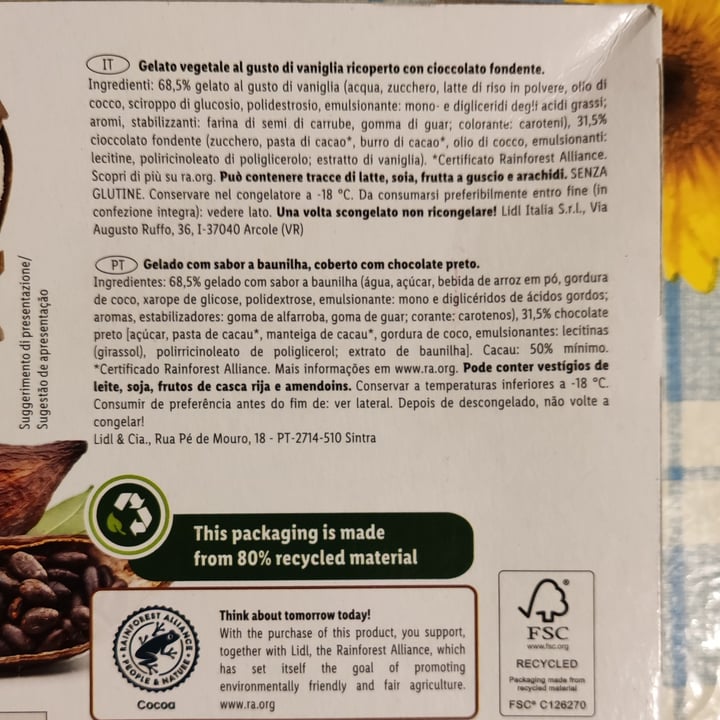 IT Gelato vegetale al gusto di vaniglia ricoperto con cioccolato fondente.
Ingredienti: 68,5% gelato al gusto di vaniglia (acqua, zucchero, latte di riso in polvere, olio di
cocco, sciroppo di glucosio, polidestrosio, emulsionante: mono- e digliceridi degli acidi grassi;
aromi, stabilizzanti: farina di semi di carrube, gomma di guar; colorante: caroteni), 31,5%
cioccolato fondente (zucchero, pasta di cacao*, burro di cacao*, olio di cocco, emulsionanti:
lecitine, poliricinoleato di poliglicerolo; estratto di vaniglia). *Certificato Rainforest Alliance.
Scopri di più su ra.org. Può contenere tracce di latte, soia, frutta a guscio e arachidi. SENZA
GLUTINE. Conservare nel congelatore a -18 °C. Da consumarsi preferibilmente entro fine (in
confezione integra): vedere lato. Una volta scongelato non ricongelare! Lidl Italia S.r.l., Via
Augusto Ruffo, 36, I-37040 Arcole (VR)
PT Gelado com sabor a baunilha, coberto com chocolate preto.
Ingredientes: 68,5% gelado com sabor a baunilha (água, açúcar, bebida de arroz em pó, gordura
de coco, xarope de glicose, polidextrose, emulsionante: mono e diglicéridos de ácidos gordos;
aromas, estabilizadores: goma de alfarroba, goma de guar; corante: carotenos), 31,5% chocolate
preto [açúcar, pasta de cacau*, manteiga de cacau*, gordura de coco, emulsionantes: lecitinas
(girassol), polirricinoleato de poliglicerol; extrato de baunilha]. Cacau: 50% mínimo.
*Certificado Rainforest Alliance. Mais informações em www.ra.org. Pode conter vestígios de
leite, soja, frutos de casca rija e amendoins. Conservar a temperaturas inferiores a -18 °C.
Consumir de preferência antes do fim de: ver lateral. Depois de descongelado, não volte a
congelar!
Lidl & Cia., Rua Pé de Mouro, 18 - PT-2714-510 Sintra
Suggerimento di presentazione/
Sugestão de apresentação
This packaging is made
from 80% recycled material
RAINFOREST ALLIANCE
PEOPLE & NATURE
Cocoa
Think about tomorrow today!
With the purchase of this product, you support,
together with Lidl, the Rainforest Alliance, which
has set itself the goal of promoting
environmentally friendly and fair agriculture.
www.ra.org
FSC
www.fsc.org
RECYCLED
Packaging made from
recycled material
FSC® C126270